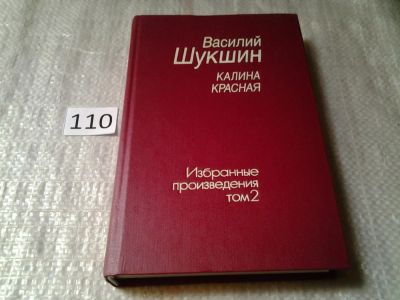 Василий
Шукшин
КАЛИНА
КРАСНАЯ
110
Избранные
произведения
том 2